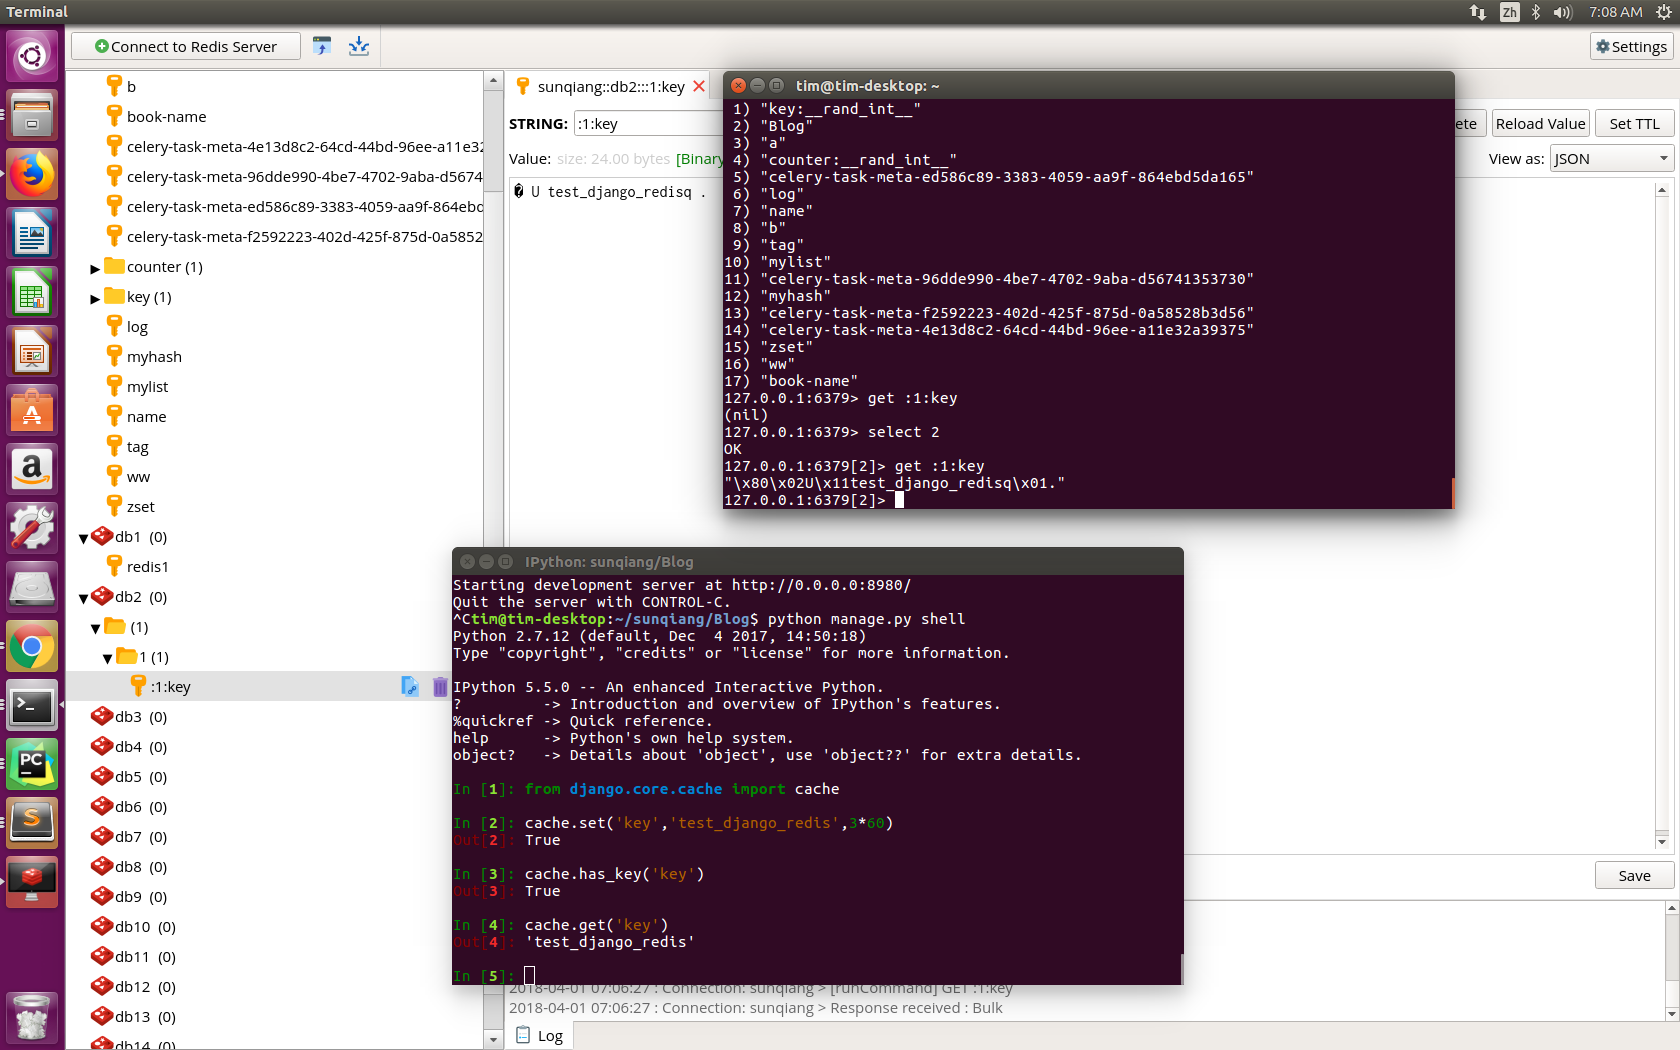 Terminal
Zh
7:08 AM
Connect to Redis Server
Settings
b
book-name
celery-task-meta-4e13d8c2-64cd-44bd-96ee-a11e32
celery-task-meta-96dde990-4be7-4702-9aba-d5674
celery-task-meta-ed586c89-3383-4059-aa9f-864ebd
celery-task-meta-f2592223-402d-425f-875d-0a5852
counter (1)
key (1)
log
myhash
mylist
name
tag
ww
zset
db1 (0)
redis1
db2 (0)
(1)
1 (1)
:1:key
db3 (0)
db4 (0)
db5 (0)
db6 (0)
db7 (0)
db8 (0)
db9 (0)
db10 (0)
db11 (0)
db12 (0)
db13 (0)
db14 (0)
sunqiang::db2:::1:key
STRING: :1:key
ete
Reload Value
Set TTL
Value: size: 24.00 bytes [Binary
View as: JSON
� U test_django_redisq .
tim@tim-desktop: ~
1) "key:__rand_int__"
2) "Blog"
3) "a"
4) "counter:__rand_int__"
5) "celery-task-meta-ed586c89-3383-4059-aa9f-864ebd5da165"
6) "log"
7) "name"
8) "b"
9) "tag"
10) "mylist"
11) "celery-task-meta-96dde990-4be7-4702-9aba-d56741353730"
12) "myhash"
13) "celery-task-meta-f2592223-402d-425f-875d-0a58528b3d56"
14) "celery-task-meta-4e13d8c2-64cd-44bd-96ee-a11e32a39375"
15) "zset"
16) "ww"
17) "book-name"
127.0.0.1:6379> get :1:key
(nil)
127.0.0.1:6379> select 2
OK
127.0.0.1:6379[2]> get :1:key
"\x80\x02U\x11test_django_redisq\x01."
127.0.0.1:6379[2]>
IPython: sunqiang/Blog
Starting development server at http://0.0.0.0:8980/
Quit the server with CONTROL-C.
^Ctim@tim-desktop:~/sunqiang/Blog$ python manage.py shell
Python 2.7.12 (default, Dec  4 2017, 14:50:18)
Type "copyright", "credits" or "license" for more information.
IPython 5.5.0 -- An enhanced Interactive Python.
?         -> Introduction and overview of IPython's features.
%quickref -> Quick reference.
help      -> Python's own help system.
object?   -> Details about 'object', use 'object??' for extra details.
In [1]: from django.core.cache import cache
In [2]: cache.set('key','test_django_redis',3*60)
Out[2]: True
In [3]: cache.has_key('key')
Out[3]: True
In [4]: cache.get('key')
Out[4]: 'test_django_redis'
In [5]:
Save
2018-04-01 07:06:27 : Connection: sunqiang > [runCommand] GET :1:key
2018-04-01 07:06:27 : Connection: sunqiang > Response received : Bulk
Log